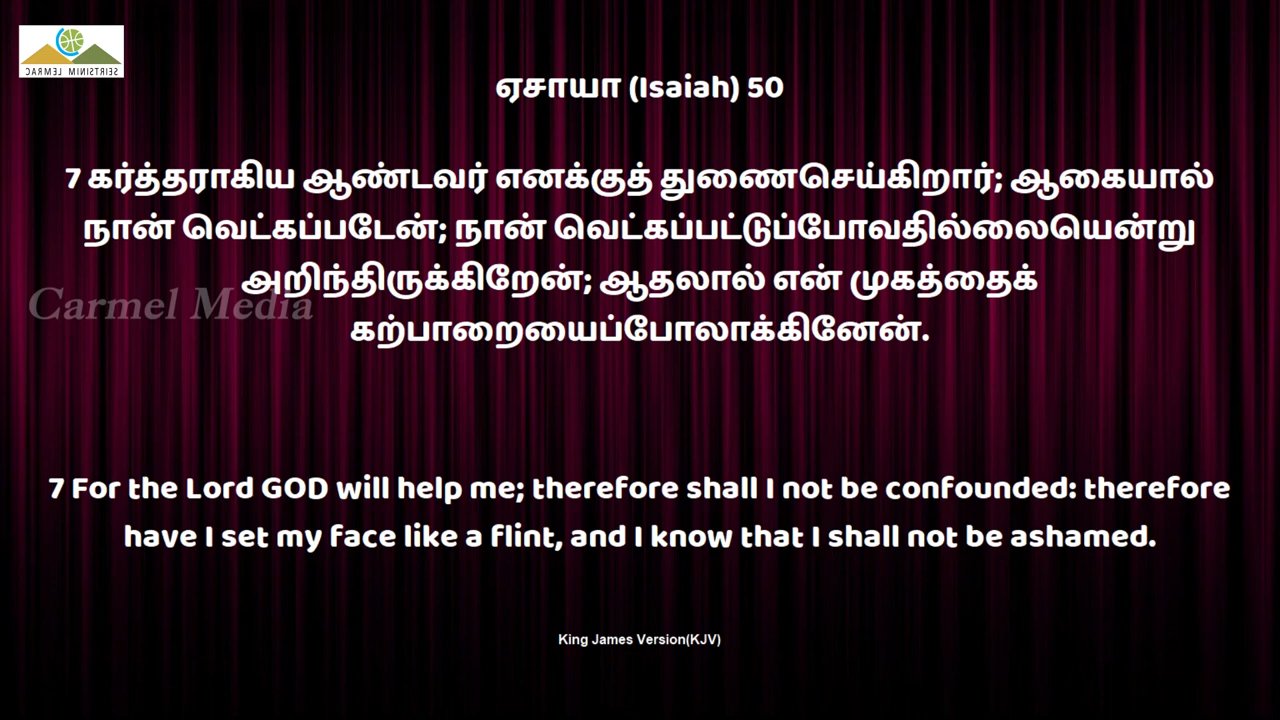 CARMEL MINISTRIES
ஏசாயா (Isaiah) 50
7 கர்த்தராகிய ஆண்டவர் எனக்குத் துணைசெய்கிறார்; ஆகையால்
நான் வெட்கப்படேன்; நான் வெட்கப்பட்டுப்போவதில்லையென்று
அறிந்திருக்கிறேன்; ஆதலால் என் முகத்தைக்
Carmel Media
கற்பாறையைப்போலாக்கினேன்.
7 For the Lord GOD will help me; therefore shall I not be confounded: therefore
have I set my face like a flint, and I know that I shall not be ashamed.
King James Version(KJV)